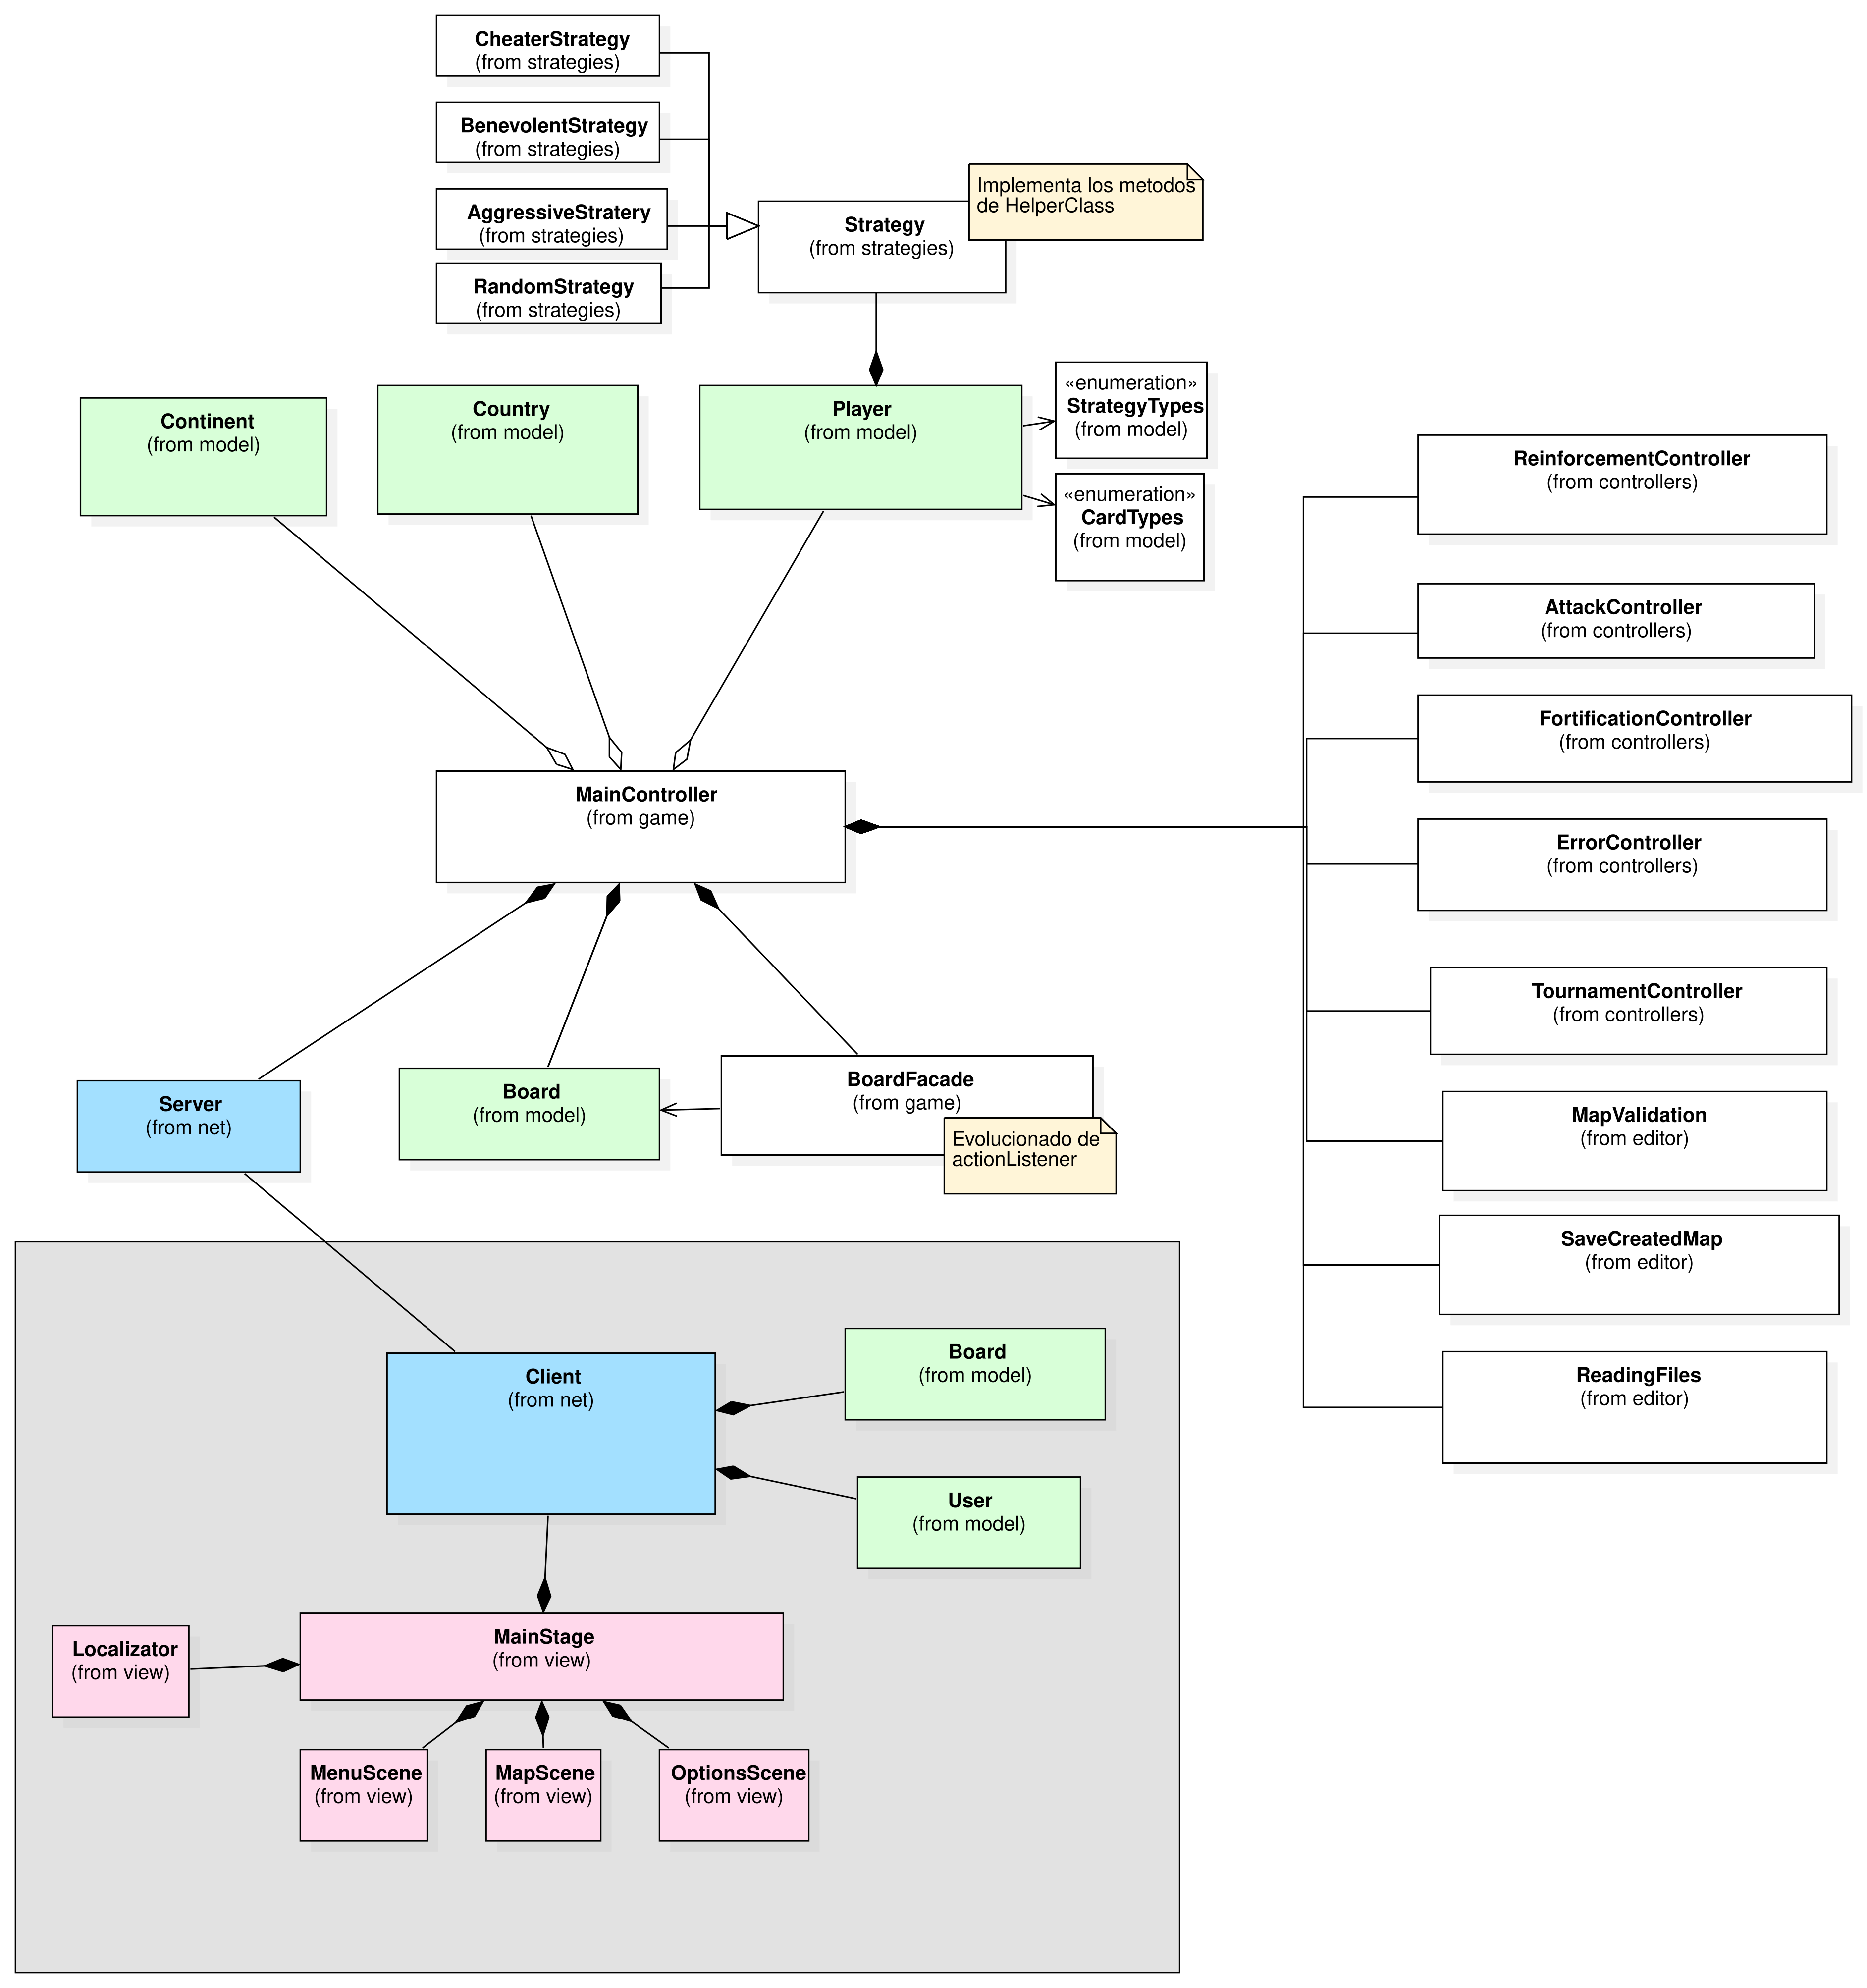 CheaterStrategy
(from strategies)
BenevolentStrategy
(from strategies)
AggressiveStratery
(from strategies)
RandomStrategy
(from strategies)
Strategy
(from strategies)
Implementa los metodos
de HelperClass
Continent
(from model)
Country
(from model)
Player
(from model)
«enumeration»
StrategyTypes
(from model)
«enumeration»
CardTypes
(from model)
ReinforcementController
(from controllers)
AttackController
(from controllers)
FortificationController
(from controllers)
MainController
(from game)
ErrorController
(from controllers)
TournamentController
(from controllers)
Server
(from net)
Board
(from model)
BoardFacade
(from game)
Evolucionado de
actionListener
MapValidation
(from editor)
SaveCreatedMap
(from editor)
ReadingFiles
(from editor)
Client
(from net)
Board
(from model)
User
(from model)
Localizator
(from view)
MainStage
(from view)
MenuScene
(from view)
MapScene
(from view)
OptionsScene
(from view)